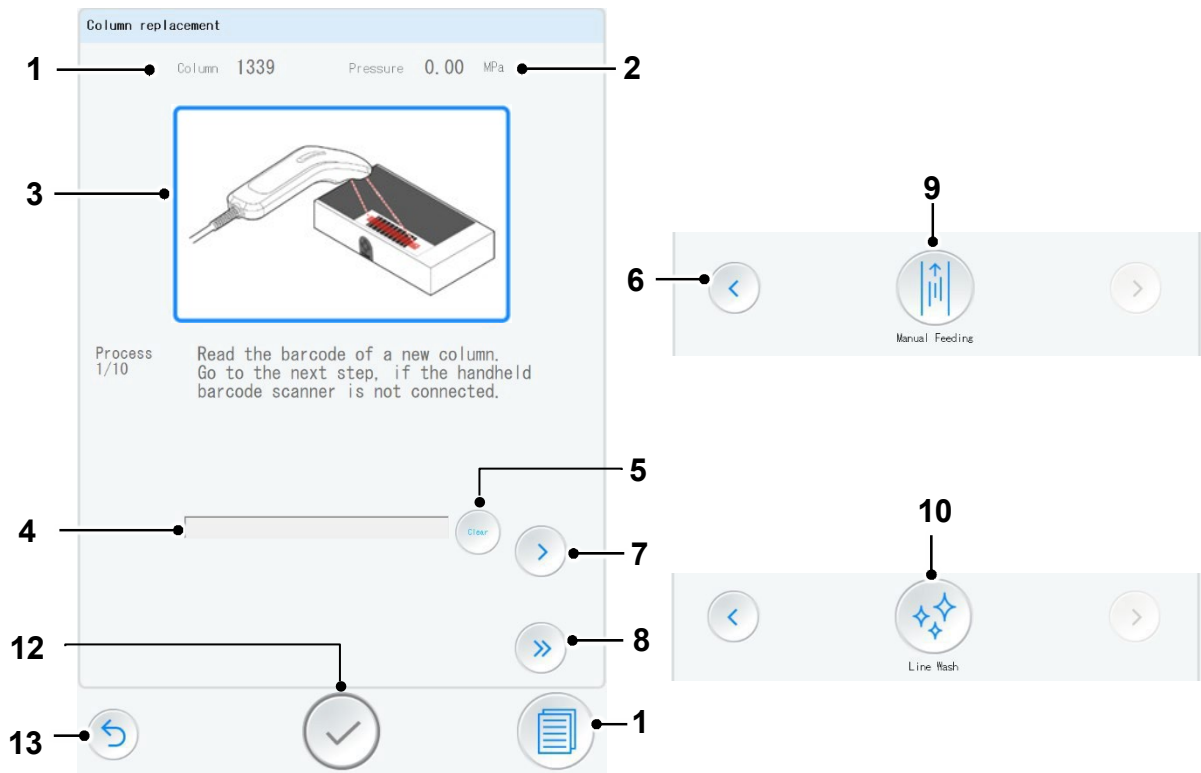 Column replacement
1
Column 1339 Pressure 0.00 MPa
2
3
Process
1/10
Read the barcode of a new column.
Go to the next step, if the handheld
barcode scanner is not connected.
4
Clear
5
7
8
12
13
1
9
6
Manual Feeding
10
Line Wash